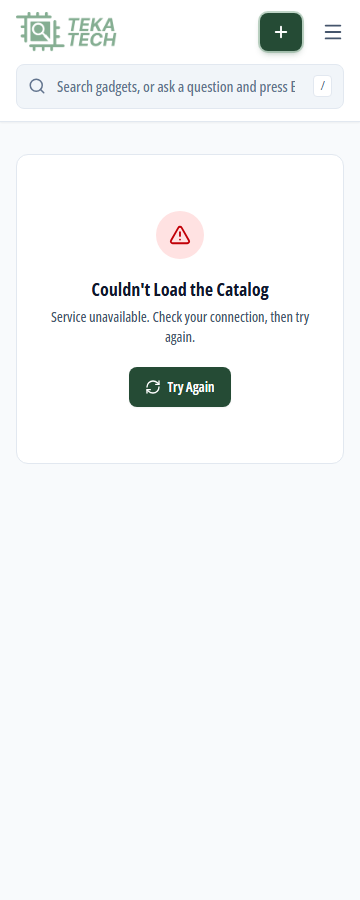 TEKA
TECH
Search gadgets, or ask a question and press E
/
Couldn't Load the Catalog
Service unavailable. Check your connection, then try
again.
Try Again